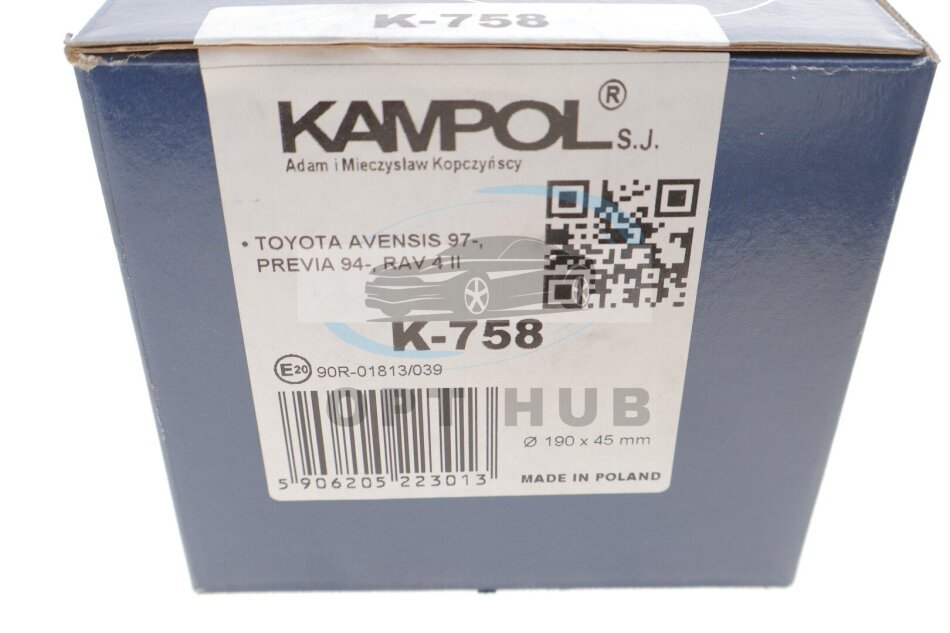 K-758
KAMPOL® S.J.
Adam i Mieczyslaw Kopczyńscy
• TOYOTA AVENSIS 97-,
PREVIA 94-, RAV 4 II
K-758
E20 90R-01813/039
OPT HUB
Ø 190 x 45 mm
5 906205 223013
MADE IN POLAND